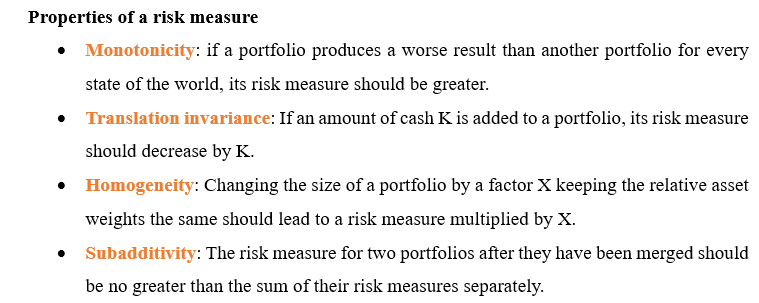 Properties of a risk measure
• Monotonicity: if a portfolio produces a worse result than another portfolio for every
state of the world, its risk measure should be greater.
• Translation invariance: If an amount of cash K is added to a portfolio, its risk measure
should decrease by K.
• Homogeneity: Changing the size of a portfolio by a factor X keeping the relative asset
weights the same should lead to a risk measure multiplied by X.
• Subadditivity: The risk measure for two portfolios after they have been merged should
be no greater than the sum of their risk measures separately.